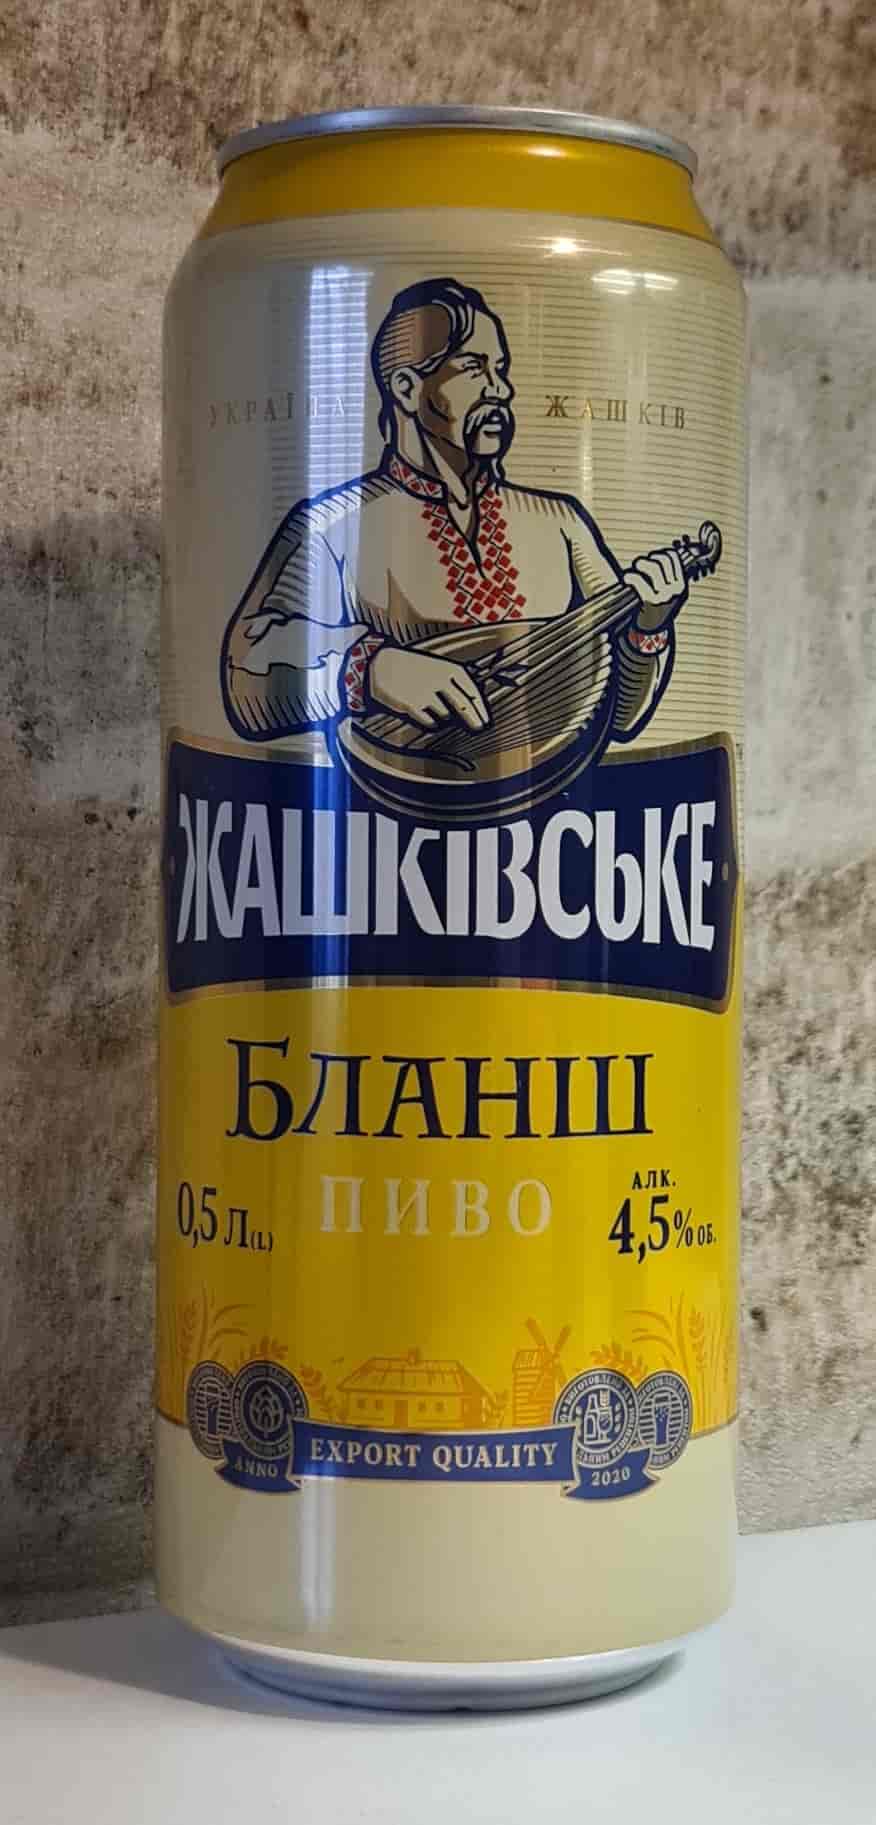 УКРАЇНА ЖАШКІВ
ЖАШКІВСЬКЕ
БЛАНШ
ПИВО
0,5 Л(L)
АЛК.
4,5% ОБ.
EXPORT QUALITY
ANNO
2020